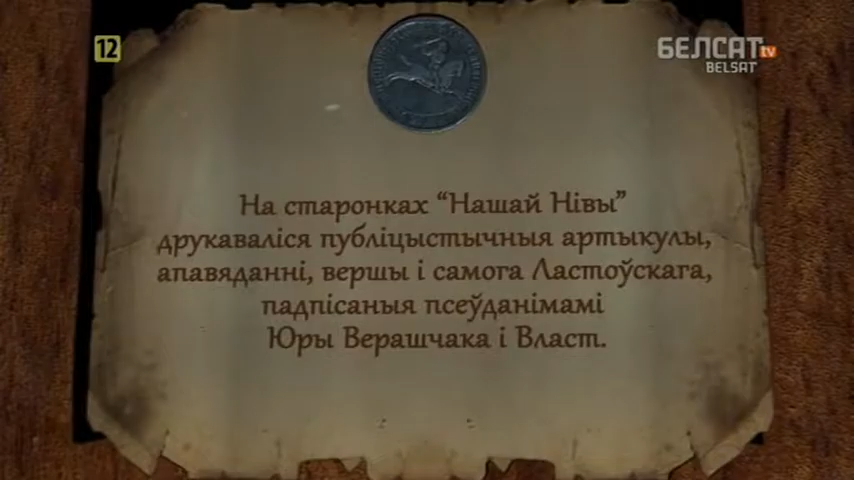 12
БЕЛСАТ tv
BELSAT
На старонках “Нашай Нівы”
друкаваліся публіцыстычныя артыкулы,
апавяданні, вершы і самога Ластоўскага,
падпісаныя псеўданімамі
Юры Верашчака і Власт.